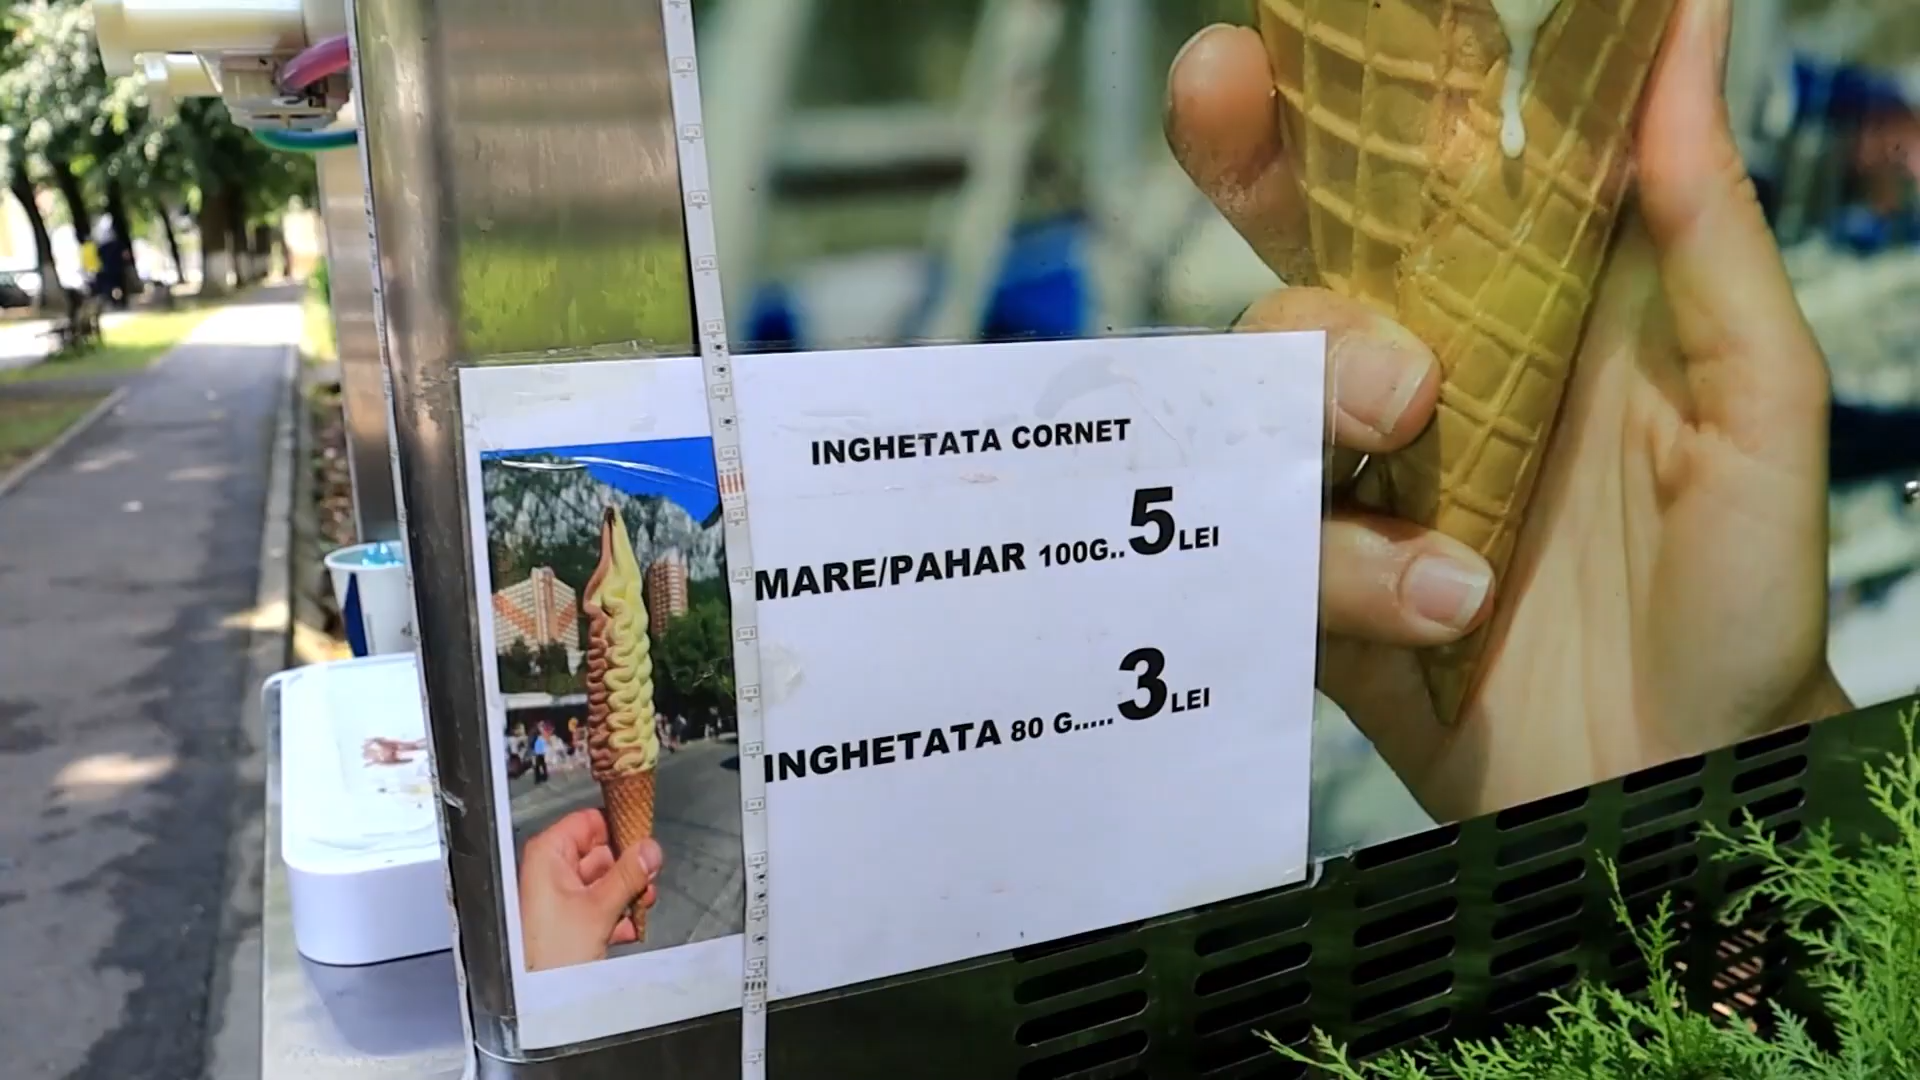 INGHETATA CORNET
MARE/PAHAR 100G..5LEI
INGHETATA 80 G.....3LEI